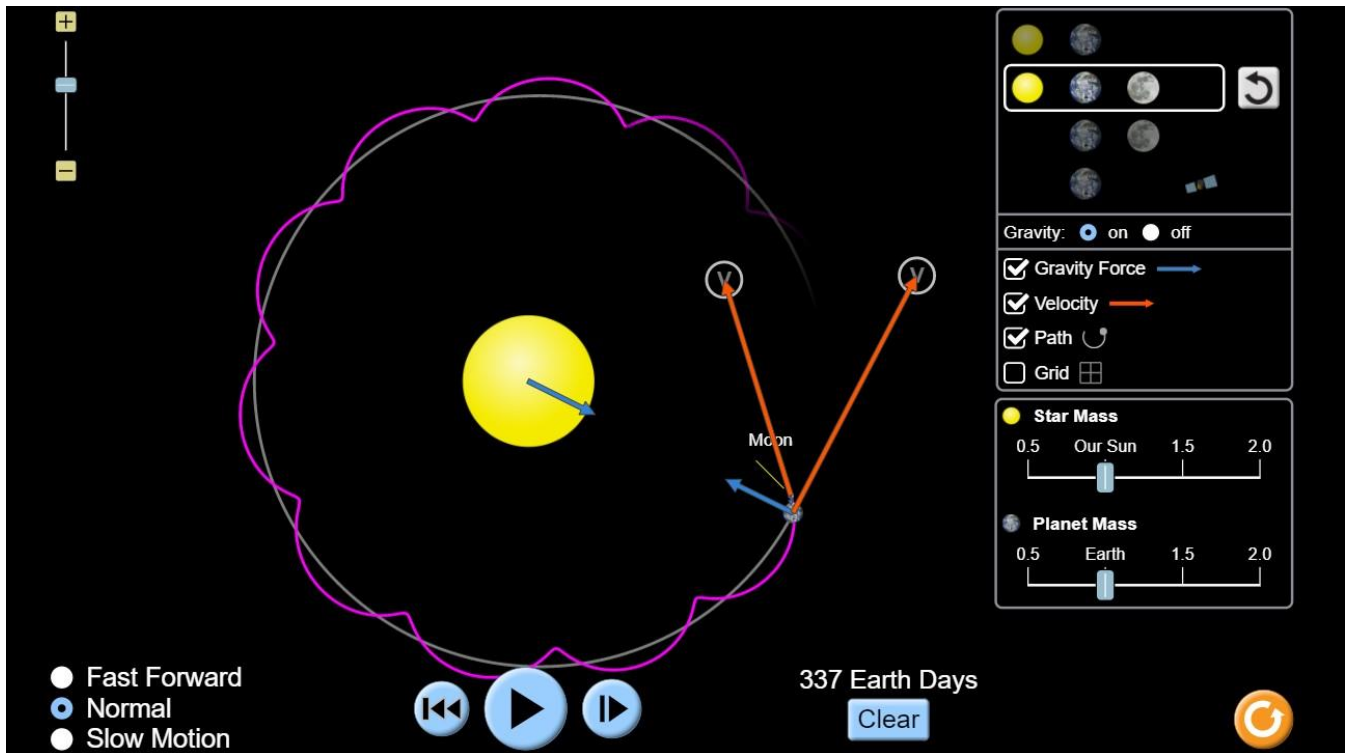 +
−
Gravity: on off
Gravity Force
Velocity
Path
Grid
V V
Moon
Star Mass
0.5 Our Sun 1.5 2.0
Planet Mass
0.5 Earth 1.5 2.0
Fast Forward
Normal
Slow Motion
337 Earth Days
Clear